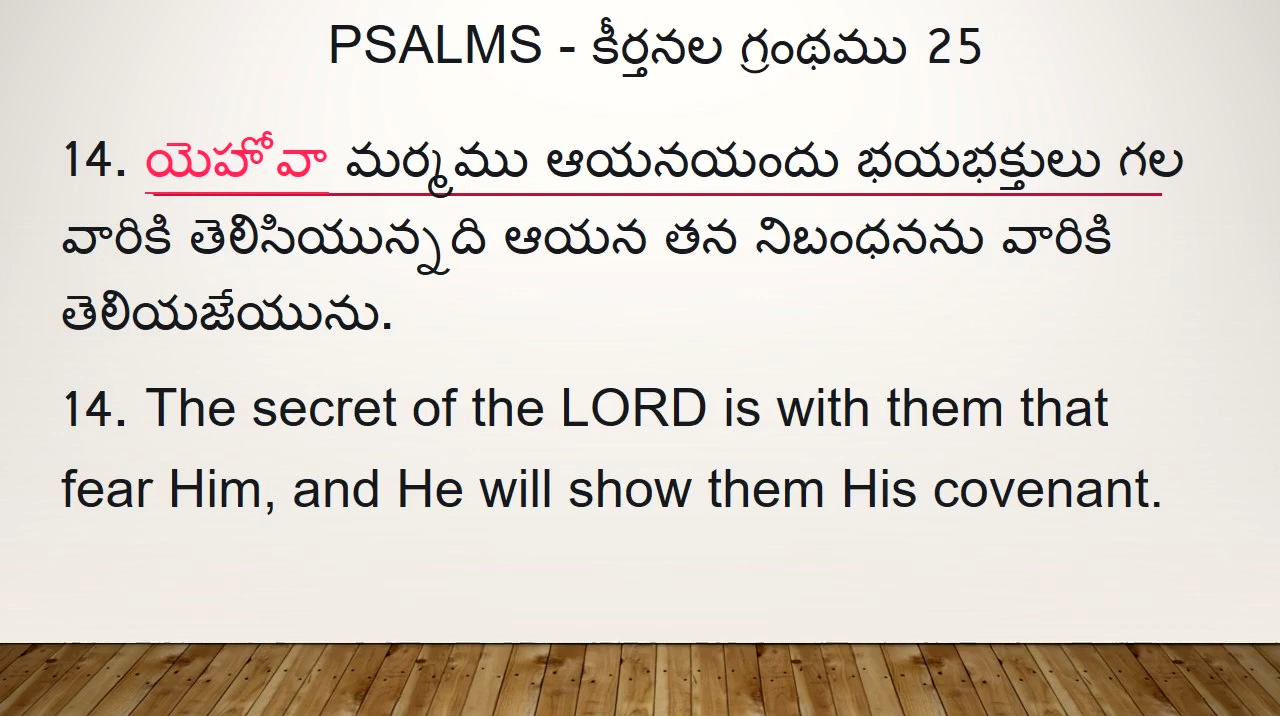 PSALMS - కీర్తనల గ్రంథము 25
14. యెహోవా మర్మము ఆయనయందు భయభక్తులు గల
వారికి తెలిసియున్నది ఆయన తన నిబంధనను వారికి
తెలియజేయును.
14. The secret of the LORD is with them that
fear Him, and He will show them His covenant.